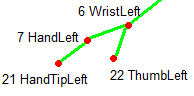 6 WristLeft
7 HandLeft
21 HandTipLeft
22 ThumbLeft